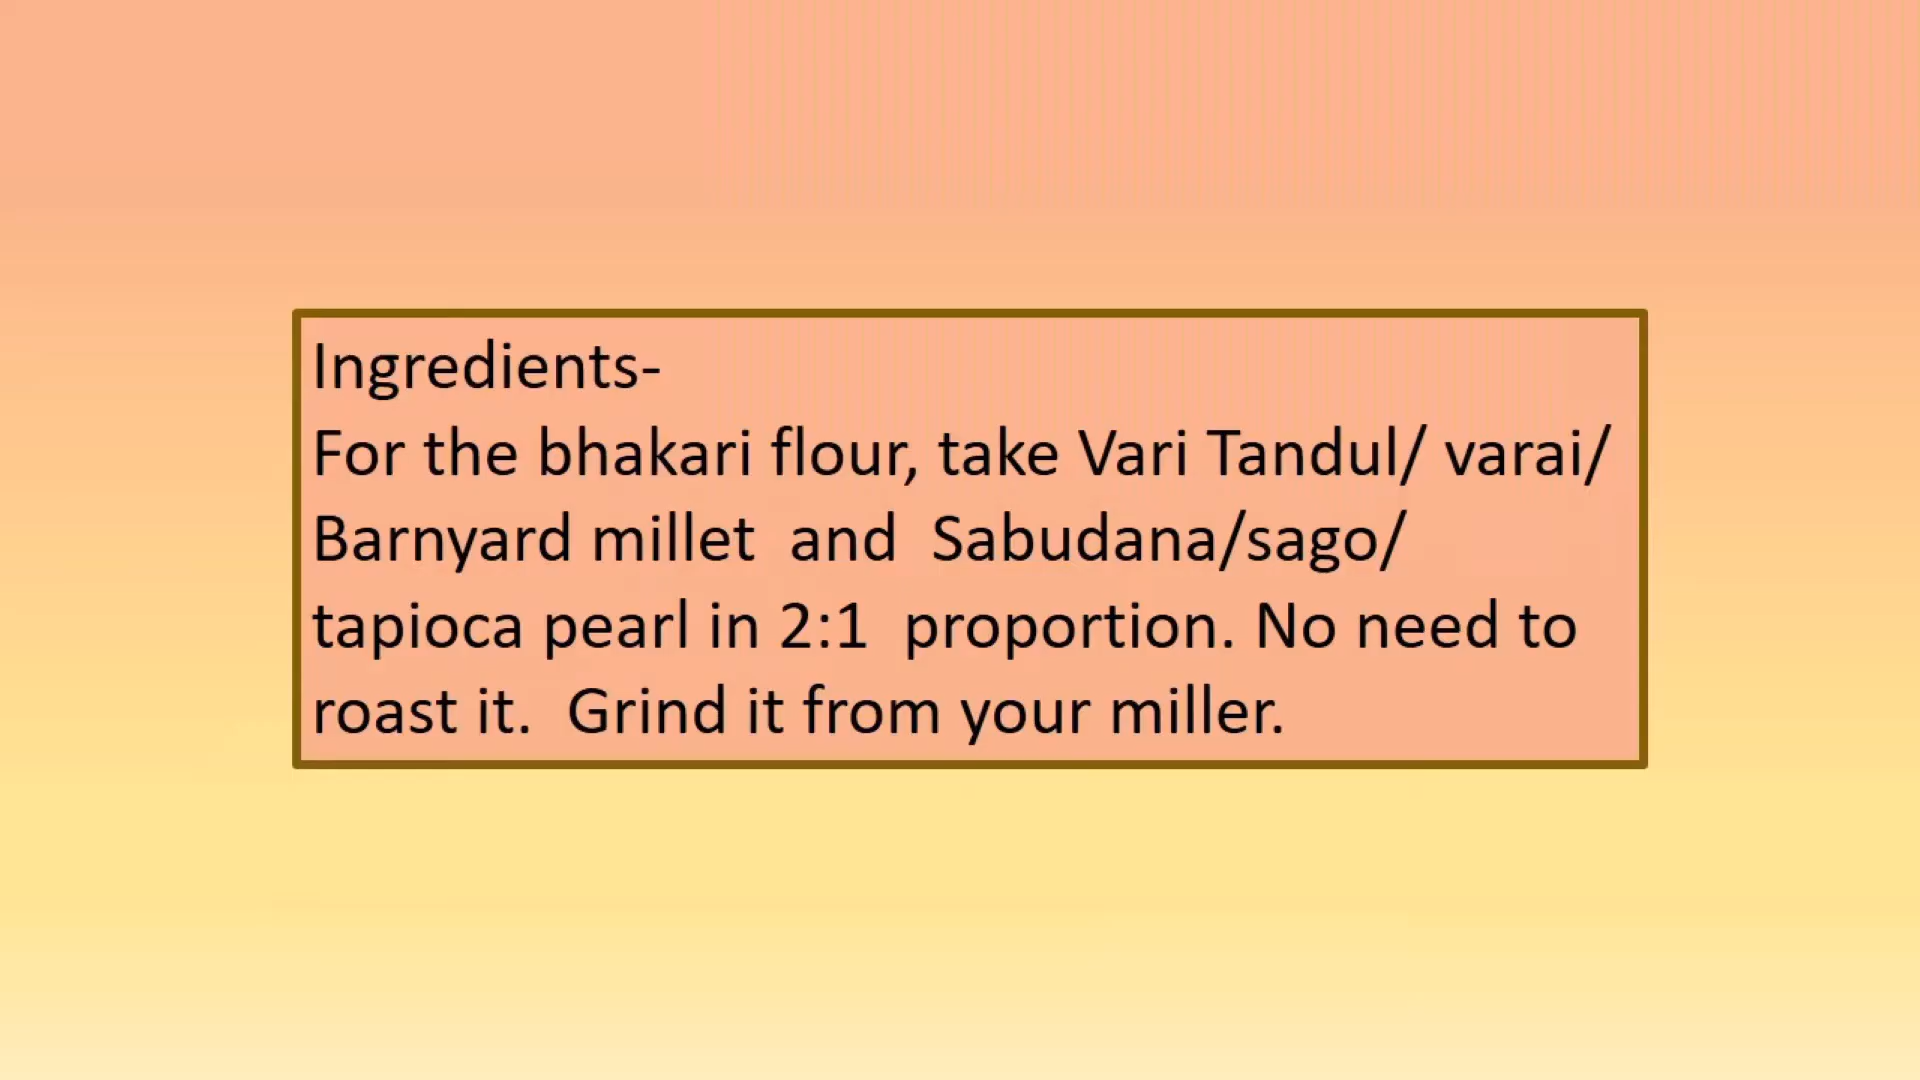 Ingredients-
For the bhakari flour, take Vari Tandul/ varai/
Barnyard millet  and  Sabudana/sago/
tapioca pearl in 2:1  proportion. No need to
roast it.  Grind it from your miller.